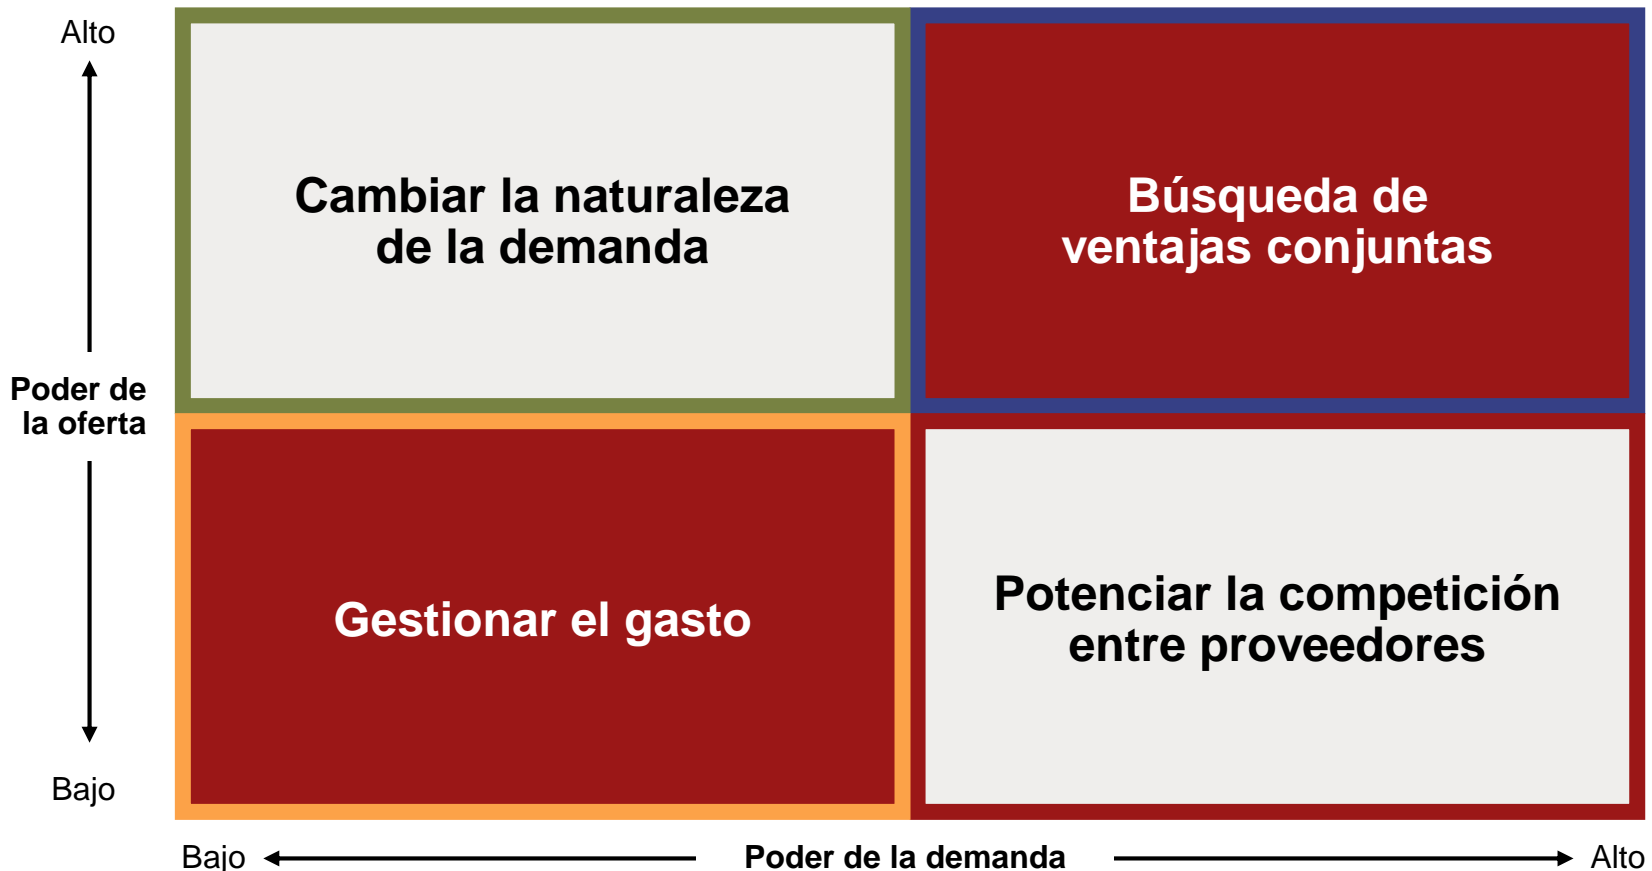 Alto
Cambiar la naturaleza
de la demanda
Búsqueda de
ventajas conjuntas
Poder de
la oferta
Gestionar el gasto
Potenciar la competición
entre proveedores
Bajo
Bajo
Poder de la demanda
Alto